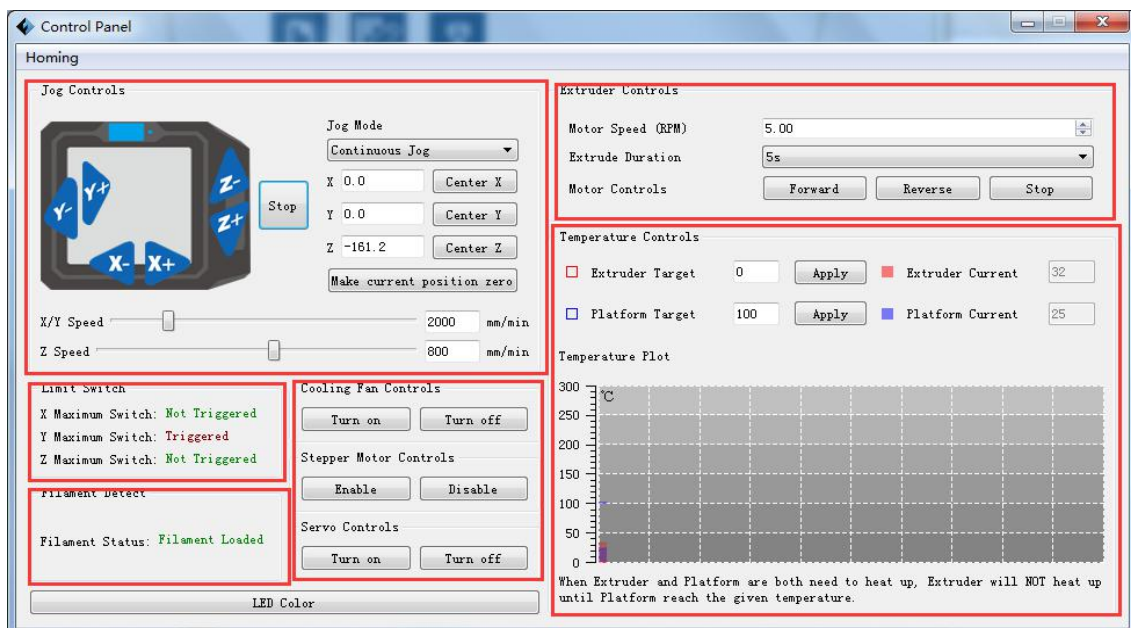 Control Panel
Homing
Jog Controls
Jog Mode
Continuous Jog
X 0.0 Center X
Y 0.0 Center Y
Z -161.2 Center Z
Make current position zero
Y- Y+ Z- Z+ X- X+
Stop
X/Y Speed 2000 mm/min
Z Speed 800 mm/min
Limit Switch
X Maximum Switch: Not Triggered
Y Maximum Switch: Triggered
Z Maximum Switch: Not Triggered
Filament Detect
Filament Status: Filament Loaded
Cooling Fan Controls
Turn on Turn off
Stepper Motor Controls
Enable Disable
Servo Controls
Turn on Turn off
LED Color
Extruder Controls
Motor Speed (RPM) 5.00
Extrude Duration 5s
Motor Controls Forward Reverse Stop
Temperature Controls
Extruder Target 0 Apply Extruder Current 32
Platform Target 100 Apply Platform Current 25
Temperature Plot
300 °C
250
200
150
100
50
0
When Extruder and Platform are both need to heat up, Extruder will NOT heat up
until Platform reach the given temperature.